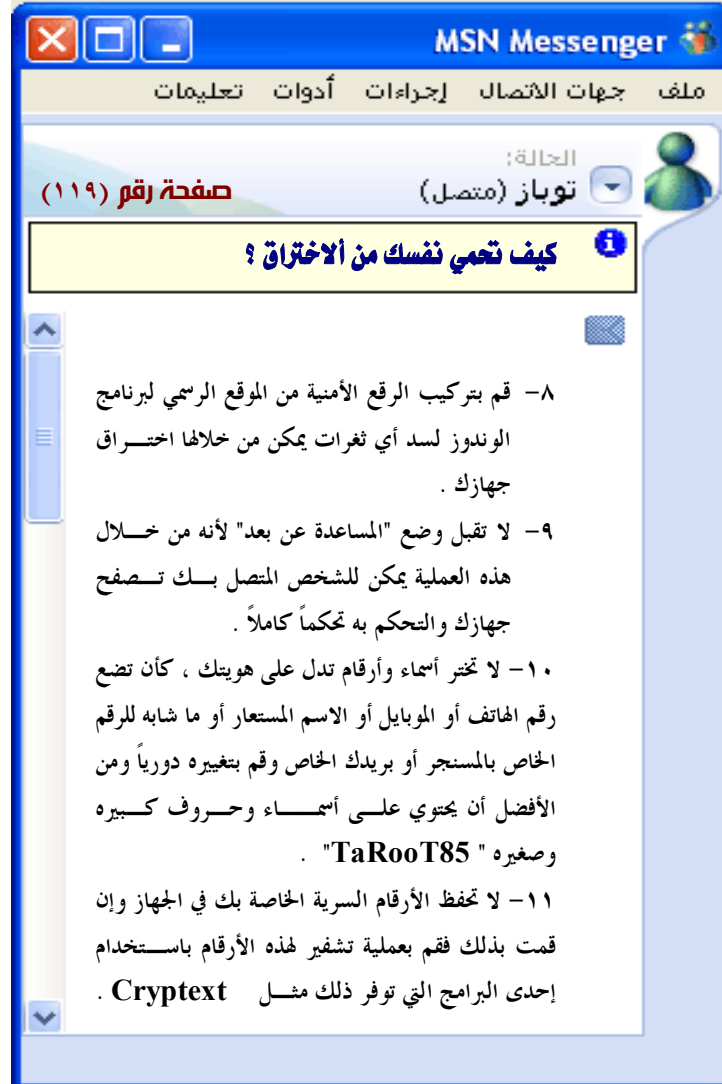 MSN Messenger
ملف جهات الاتصال إجراءات أدوات تعليمات
الحالة:
توباز (متصل)
صفحة رقم (١١٩)
كيف تحمي نفسك من ألاختراق ؟
٨- قم بتركيب الرقع الأمنية من الموقع الرسمي لبرنامج
الوندوز لسد أي ثغرات يمكن من خلالها اختـــراق
جهازك .
٩- لا تقبل وضع "المساعدة عن بعد" لأنه من خـــلال
هذه العملية يمكن للشخص المتصل بـــك تـــصفح
جهازك والتحكم به تحكماً كاملاً .
١٠- لا تختر أسماء وأرقام تدل على هويتك ، كأن تضع
رقم الهاتف أو الموبايل أو الاسم المستعار أو ما شابه للرقم
الخاص بالمسنجر أو بريدك الخاص وقم بتغييره دورياً ومن
الأفضل أن يحتوي علـــى أسمـــــاء وحـــروف كـــبيره
وصغيره " TaRooT85" .
١١- لا تحفظ الأرقام السرية الخاصة بك في الجهاز وإن
قمت بذلك فقم بعملية تشفير لهذه الأرقام باســـتخدام
إحدى البرامج التي توفر ذلك مثـــل Cryptext .